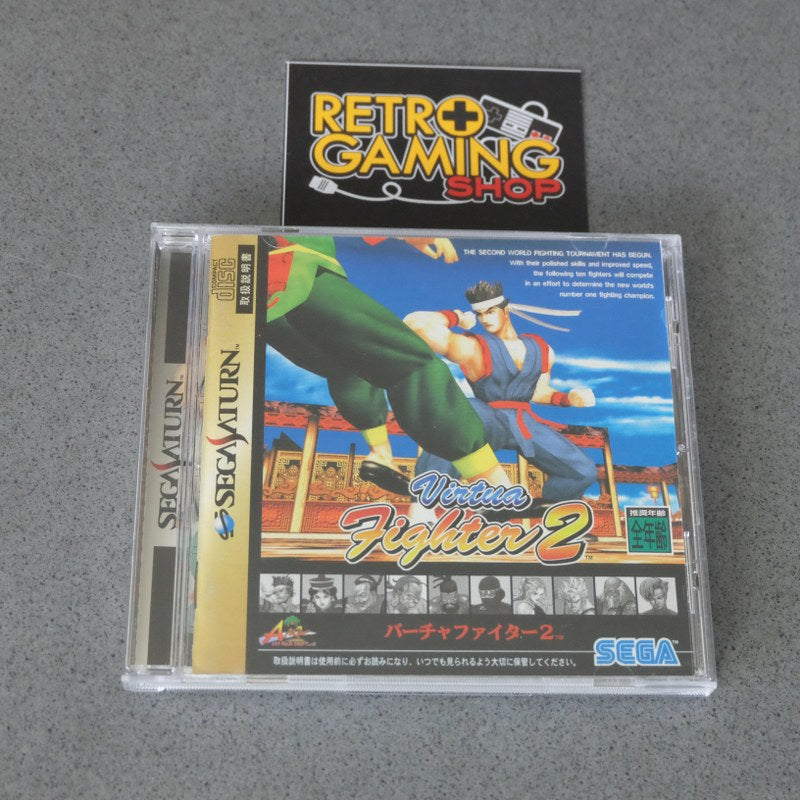 RETRO
GAMING
SHOP
COMPACT
disc
取扱説明書
SEGA SATURN™
SEGA SATURN
THE SECOND WORLD FIGHTING TOURNAMENT HAS BEGUN.
With their polished skills and improved speed,
the following ten fighters will compete
in an effort to determine the new world's
number one fighting champion.
Virtua
Fighter 2™
推奨年齢
全年齢
バーチャファイター2™
SEGA™
取扱説明書は使用前に必ずお読みになり、いつでも見られるよう大切に保管してください。